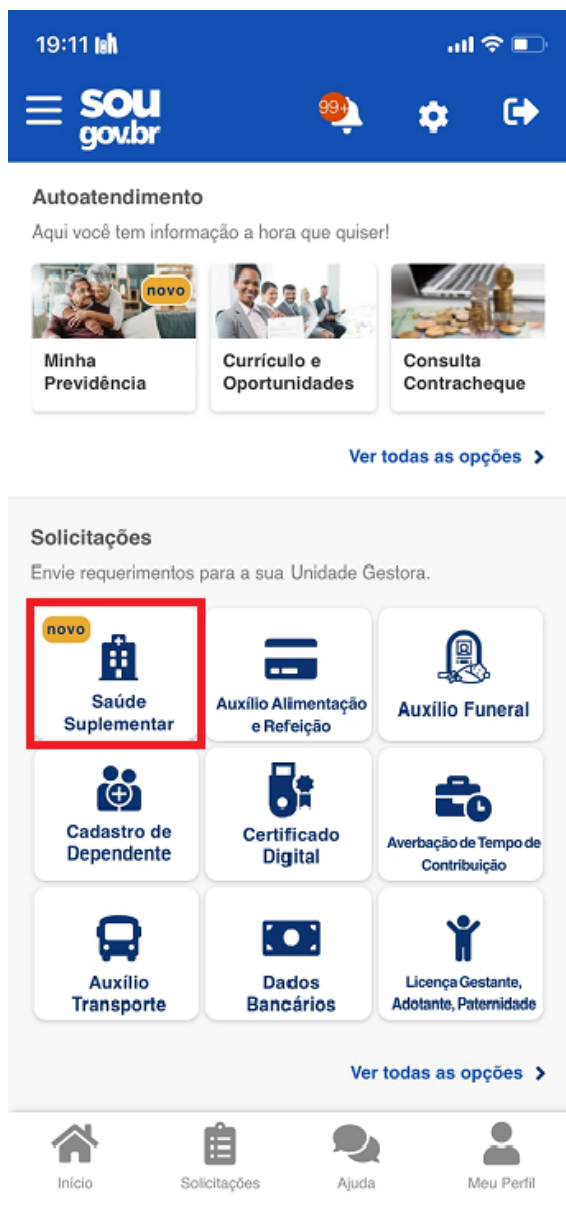 19:11
sou
gov.br
99+
Autoatendimento
Aqui você tem informação a hora que quiser!
novo
Minha
Previdência
Currículo e
Oportunidades
Consulta
Contracheque
Ver todas as opções
Solicitações
Envie requerimentos para a sua Unidade Gestora.
novo
Saúde
Suplementar
Auxílio Alimentação
e Refeição
Auxílio Funeral
Cadastro de
Dependente
Certificado
Digital
Averbação de Tempo de
Contribuição
Auxílio
Transporte
Dados
Bancários
Licença Gestante,
Adotante, Paternidade
Ver todas as opções
Início
Solicitações
Ajuda
Meu Perfil